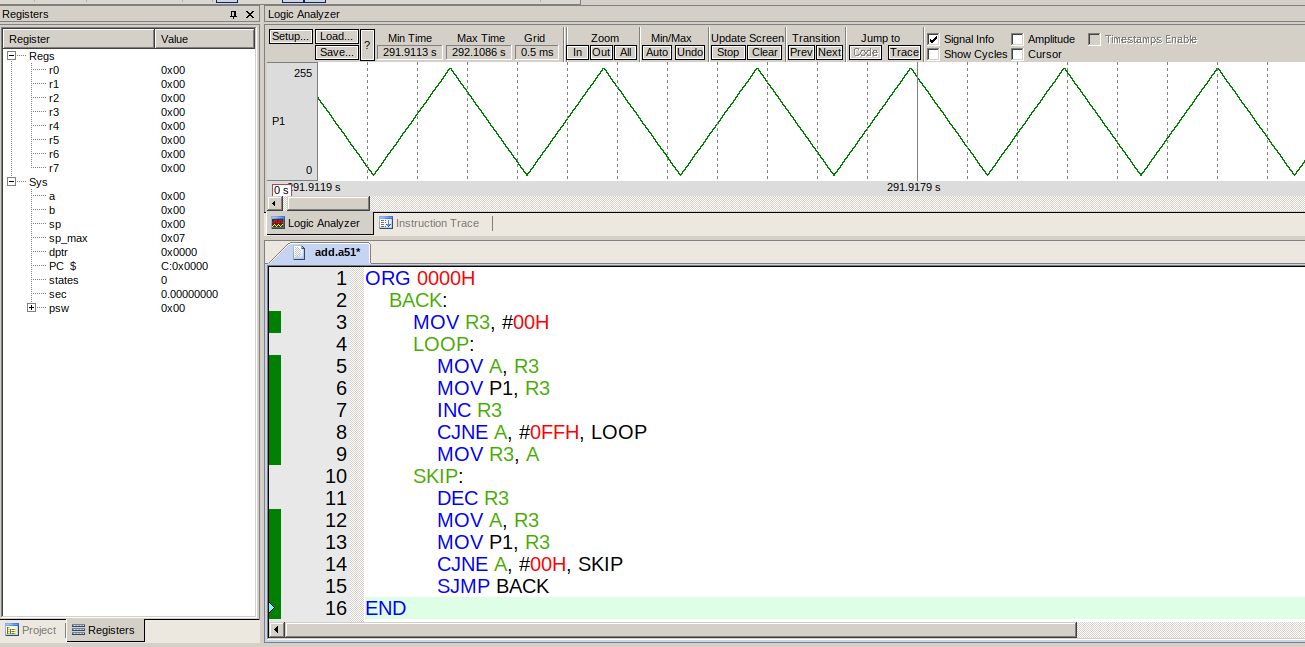 Registers
Register Value
Regs
r0 0x00
r1 0x00
r2 0x00
r3 0x00
r4 0x00
r5 0x00
r6 0x00
r7 0x00
Sys
a 0x00
b 0x00
sp 0x00
sp_max 0x07
dptr 0x0000
PC $ C:0x0000
states 0
sec 0.00000000
psw 0x00
Project Registers
Logic Analyzer
Setup... Load... ? Min Time Max Time Grid Zoom Min/Max Update Screen Transition Jump to Signal Info Amplitude Timestamps Enable
Save... 291.9113 s 292.1086 s 0.5 ms In Out All Auto Undo Stop Clear Prev Next Code Trace Show Cycles Cursor
255
P1
0
0 s 291.9119 s 291.9179 s
Logic Analyzer Instruction Trace
add.a51*
1 ORG 0000H
2 BACK:
3 MOV R3, #00H
4 LOOP:
5 MOV A, R3
6 MOV P1, R3
7 INC R3
8 CJNE A, #0FFH, LOOP
9 MOV R3, A
10 SKIP:
11 DEC R3
12 MOV A, R3
13 MOV P1, R3
14 CJNE A, #00H, SKIP
15 SJMP BACK
16 END